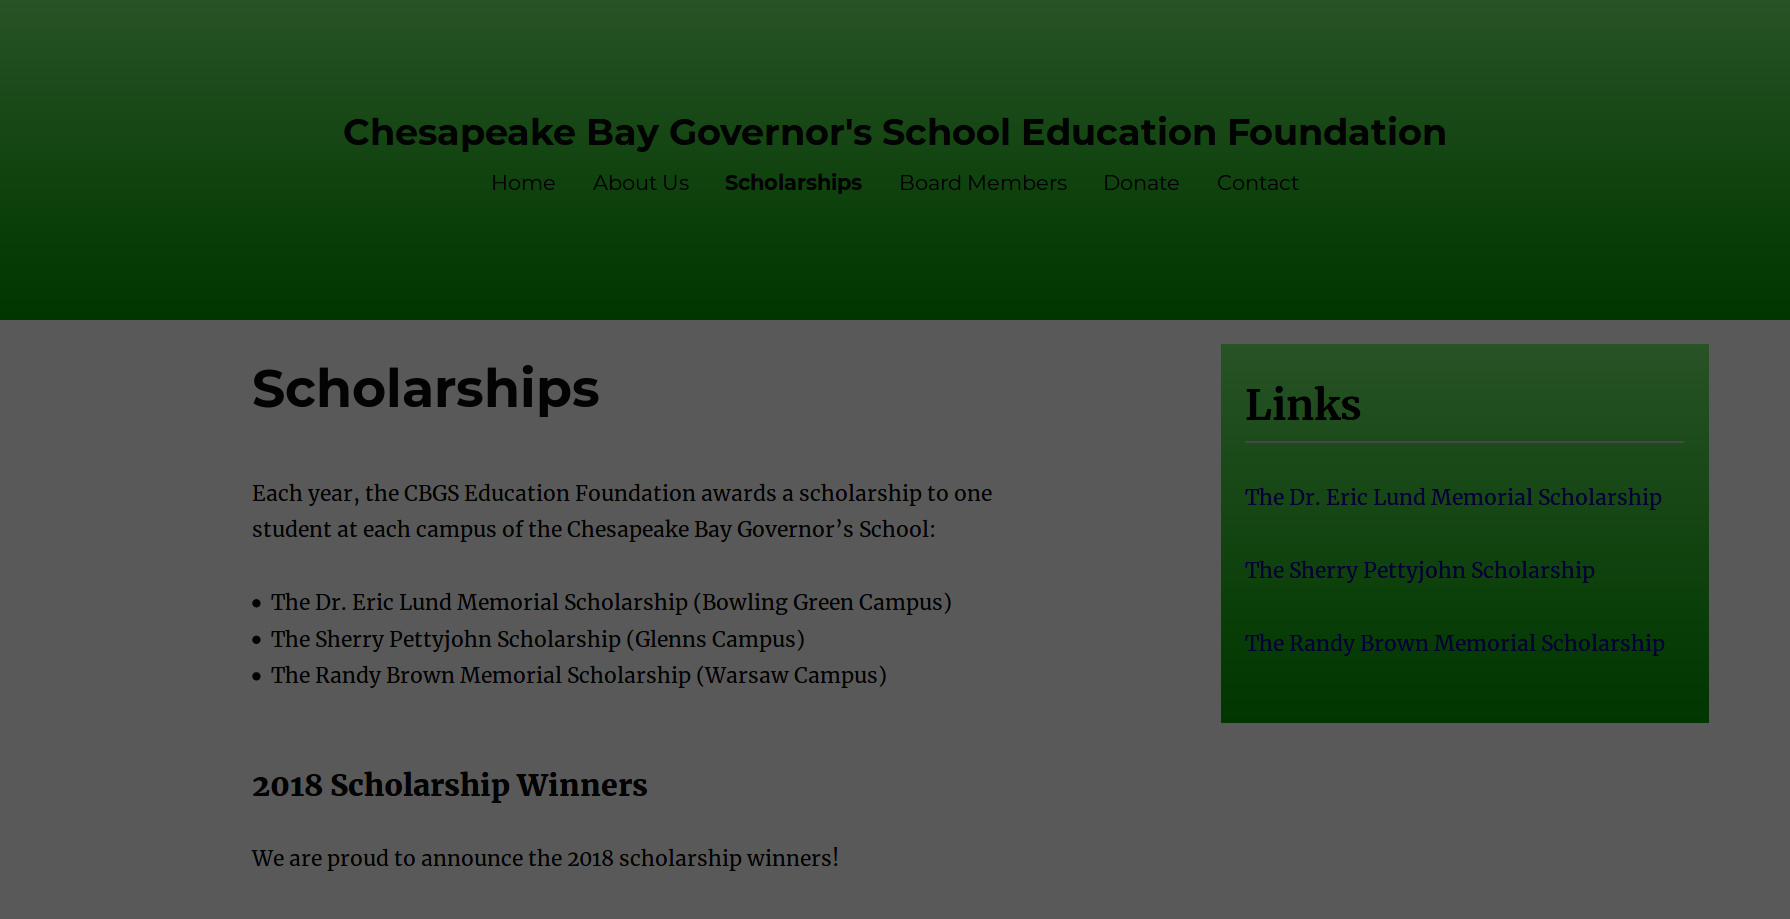 Chesapeake Bay Governor's School Education Foundation
Home About Us Scholarships Board Members Donate Contact
Scholarships
Each year, the CBGS Education Foundation awards a scholarship to one
student at each campus of the Chesapeake Bay Governor’s School:
• The Dr. Eric Lund Memorial Scholarship (Bowling Green Campus)
• The Sherry Pettyjohn Scholarship (Glenns Campus)
• The Randy Brown Memorial Scholarship (Warsaw Campus)
2018 Scholarship Winners
We are proud to announce the 2018 scholarship winners!
Links
The Dr. Eric Lund Memorial Scholarship
The Sherry Pettyjohn Scholarship
The Randy Brown Memorial Scholarship